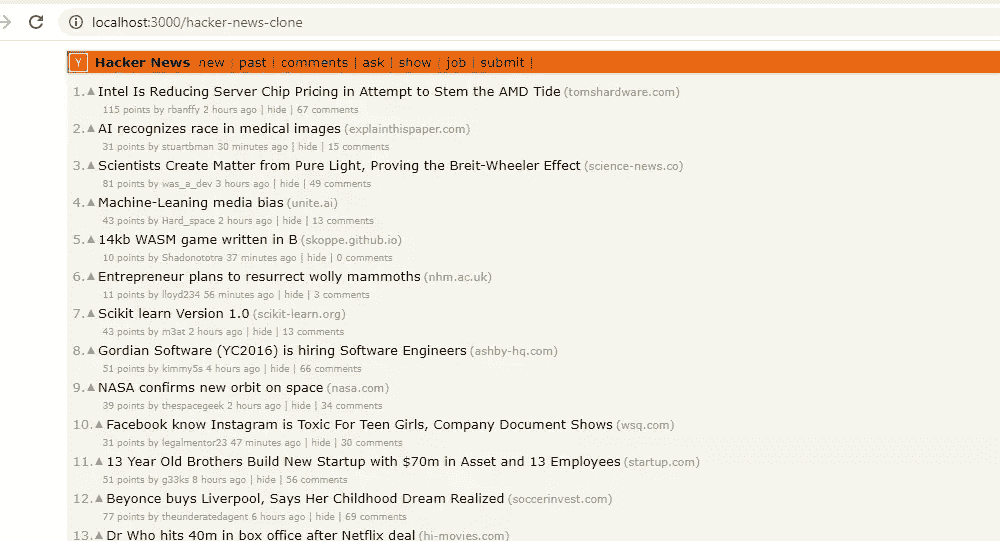 localhost:3000/hacker-news-clone
Y Hacker News new | past | comments | ask | show | job | submit |
1. Intel Is Reducing Server Chip Pricing in Attempt to Stem the AMD Tide (tomshardware.com)
115 points by rbanffy 2 hours ago | hide | 67 comments
2. AI recognizes race in medical images (explainthispaper.com)
31 points by stuartbman 30 minutes ago | hide | 15 comments
3. Scientists Create Matter from Pure Light, Proving the Breit-Wheeler Effect (science-news.co)
81 points by was_a_dev 3 hours ago | hide | 49 comments
4. Machine-Leaning media bias (unite.ai)
43 points by Hard_space 2 hours ago | hide | 13 comments
5. 14kb WASM game written in B (skoppe.github.io)
10 points by Shadonototra 37 minutes ago | hide | 0 comments
6. Entrepreneur plans to resurrect wolly mammoths (nhm.ac.uk)
11 points by lloyd234 56 minutes ago | hide | 3 comments
7. Scikit learn Version 1.0 (scikit-learn.org)
43 points by m3at 2 hours ago | hide | 13 comments
8. Gordian Software (YC2016) is hiring Software Engineers (ashby-hq.com)
51 points by kimmy5s 4 hours ago | hide | 66 comments
9. NASA confirms new orbit on space (nasa.com)
39 points by thespacegeek 2 hours ago | hide | 34 comments
10. Facebook know Instagram is Toxic For Teen Girls, Company Document Shows (wsq.com)
31 points by legalmentor23 47 minutes ago | hide | 30 comments
11. 13 Year Old Brothers Build New Startup with $70m in Asset and 13 Employees (startup.com)
51 points by g33ks 8 hours ago | hide | 56 comments
12. Beyonce buys Liverpool, Says Her Childhood Dream Realized (soccerinvest.com)
77 points by theunderatedagent 6 hours ago | hide | 69 comments
13. Dr Who hits 40m in box office after Netflix deal (hi-movies.com)